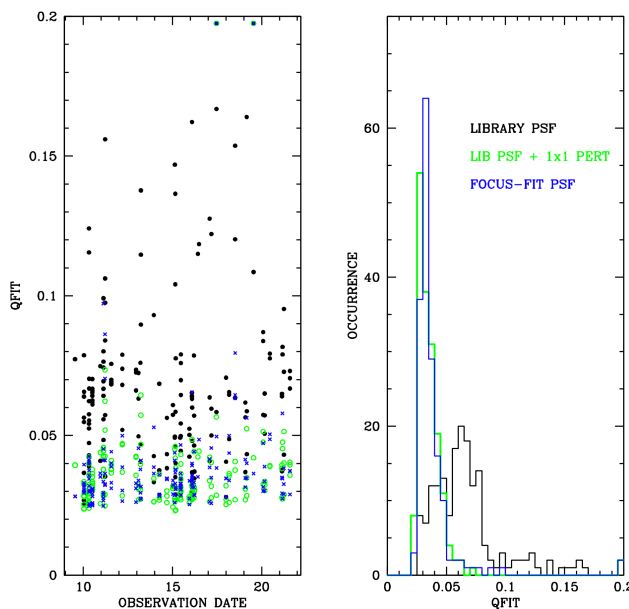 0.2
0.15
0.1
0.05
0
QFIT
10
15
20
OBSERVATION DATE
60
40
20
0
OCCURRENCE
LIBRARY PSF
LIB PSF + 1x1 PERT
FOCUS-FIT PSF
0
0.05
0.1
0.15
0.2
QFIT